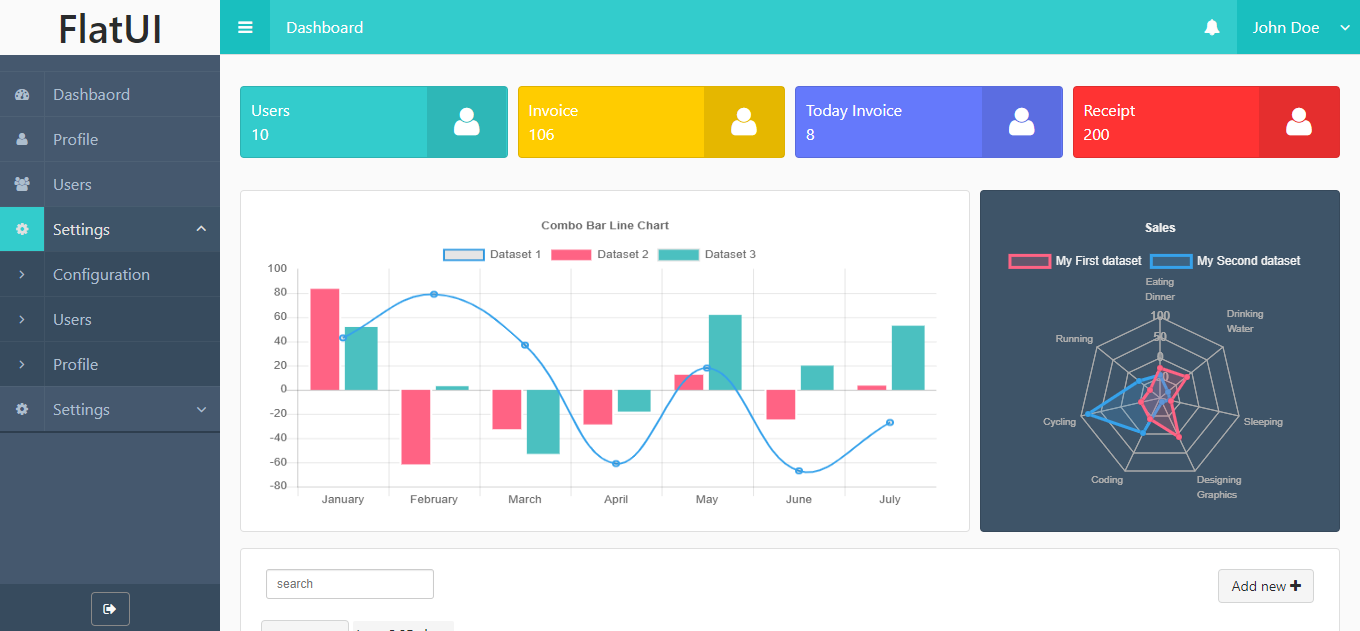 FlatUI
Dashboard
John Doe
Dashbaord
Profile
Users
Settings
Configuration
Users
Profile
Settings
Users
10
Invoice
106
Today Invoice
8
Receipt
200
Combo Bar Line Chart
Dataset 1 Dataset 2 Dataset 3
100
80
60
40
20
0
-20
-40
-60
-80
January February March April May June July
Sales
My First dataset My Second dataset
Eating
Dinner
Drinking
Water
Sleeping
Designing
Graphics
Coding
Cycling
Running
100
50
0
search
Add new